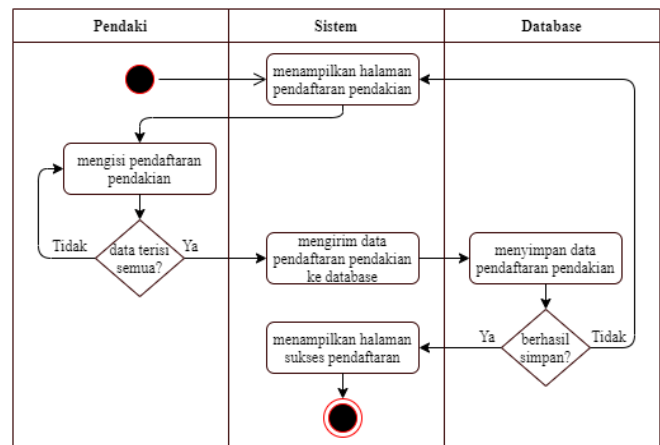 Pendaki
Sistem
Database
menampilkan halaman
pendaftaran pendakian
mengisi pendaftaran
pendakian
Tidak
data terisi
semua?
Ya
mengirim data
pendaftaran pendakian
ke database
menyimpan data
pendaftaran pendakian
menampilkan halaman
sukses pendaftaran
Ya
berhasil
simpan?
Tidak